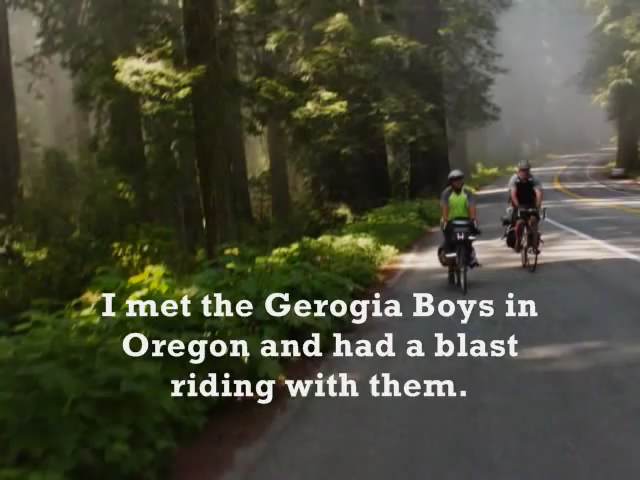 I met the Gerogia Boys in
Oregon and had a blast
riding with them.